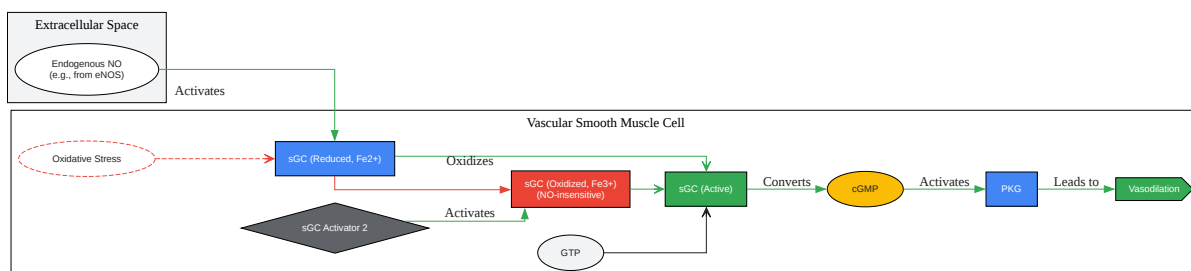 Extracellular Space
Endogenous NO
(e.g., from eNOS)
Activates
Vascular Smooth Muscle Cell
Oxidative Stress
sGC (Reduced, Fe2+)
Oxidizes
sGC (Oxidized, Fe3+)
(NO-insensitive)
sGC (Active)
Converts
cGMP
Activates
PKG
Leads to
Vasodilation
sGC Activator 2
Activates
GTP